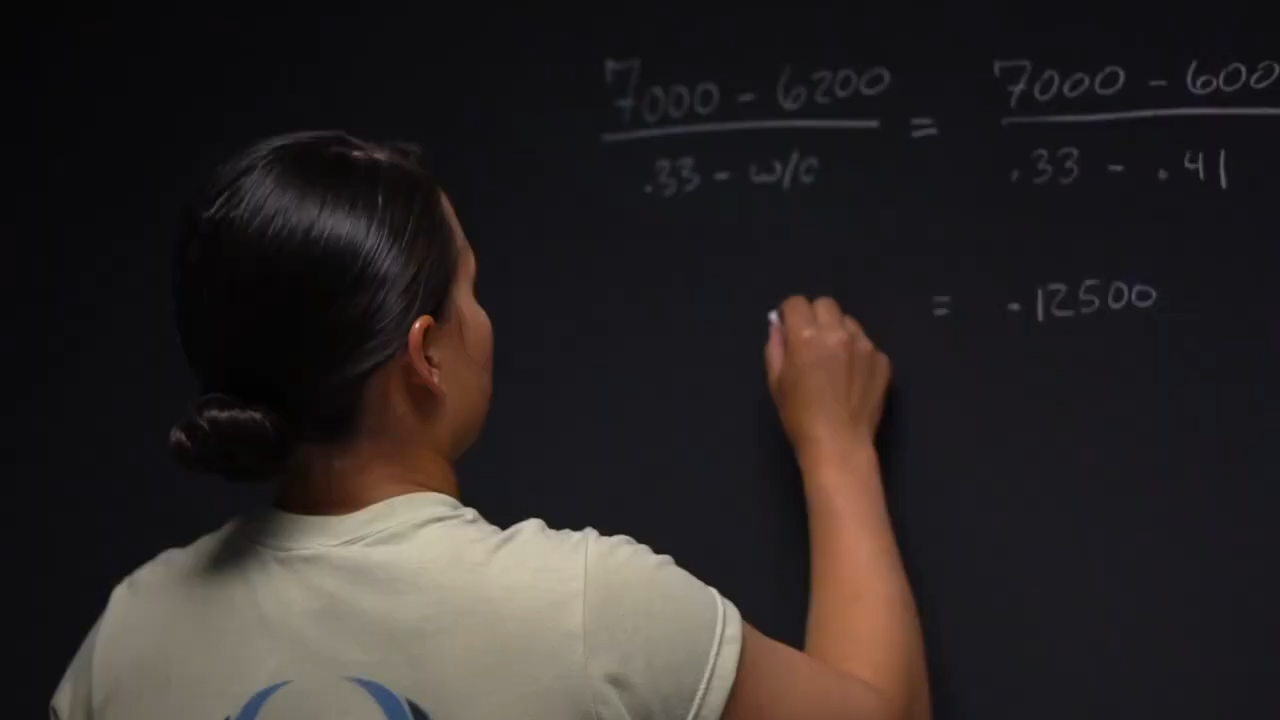 7000 - 6200 = 7000 - 600
.33 - w/c .33 - .41
= -12500